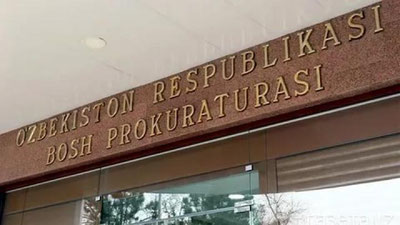 O'ZBEKISTON RESPUBLIKASI
BOSH PROKURATURASI